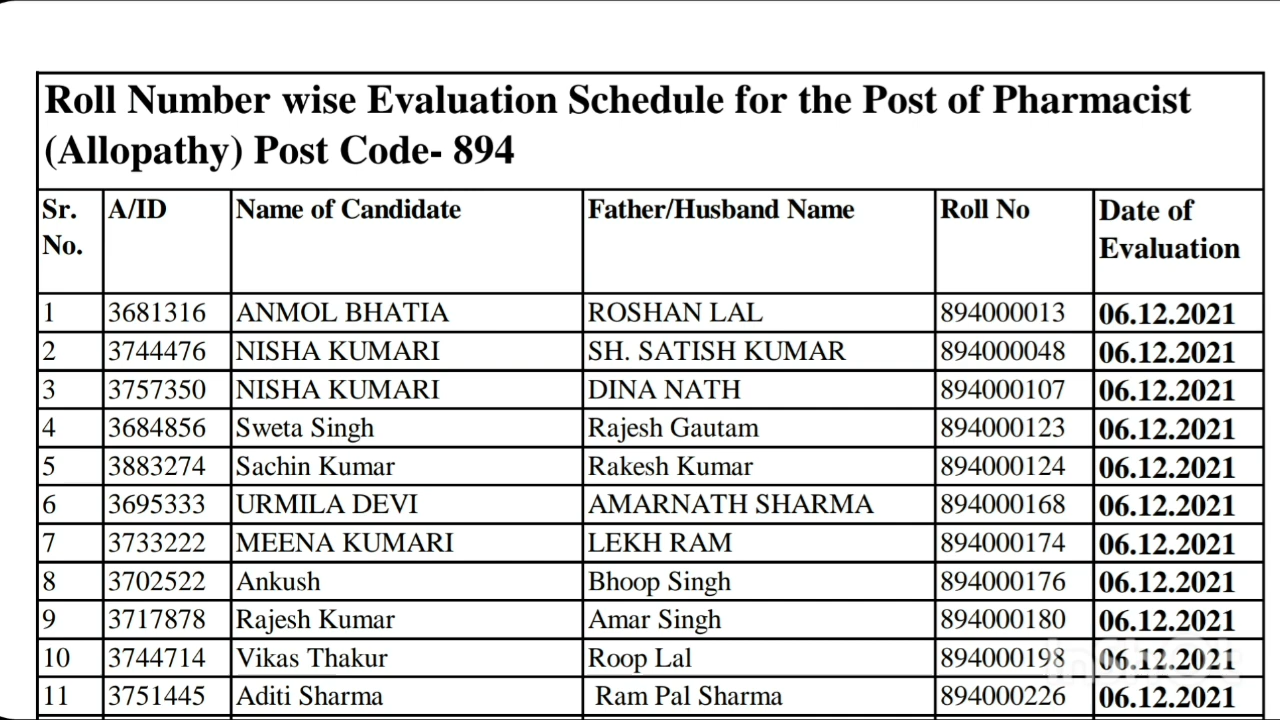 Roll Number wise Evaluation Schedule for the Post of Pharmacist
(Allopathy) Post Code- 894
Sr. No. A/ID Name of Candidate Father/Husband Name Roll No Date of Evaluation
1 3681316 ANMOL BHATIA ROSHAN LAL 894000013 06.12.2021
2 3744476 NISHA KUMARI SH. SATISH KUMAR 894000048 06.12.2021
3 3757350 NISHA KUMARI DINA NATH 894000107 06.12.2021
4 3684856 Sweta Singh Rajesh Gautam 894000123 06.12.2021
5 3883274 Sachin Kumar Rakesh Kumar 894000124 06.12.2021
6 3695333 URMILA DEVI AMARNATH SHARMA 894000168 06.12.2021
7 3733222 MEENA KUMARI LEKH RAM 894000174 06.12.2021
8 3702522 Ankush Bhoop Singh 894000176 06.12.2021
9 3717878 Rajesh Kumar Amar Singh 894000180 06.12.2021
10 3744714 Vikas Thakur Roop Lal 894000198 06.12.2021
11 3751445 Aditi Sharma Ram Pal Sharma 894000226 06.12.2021